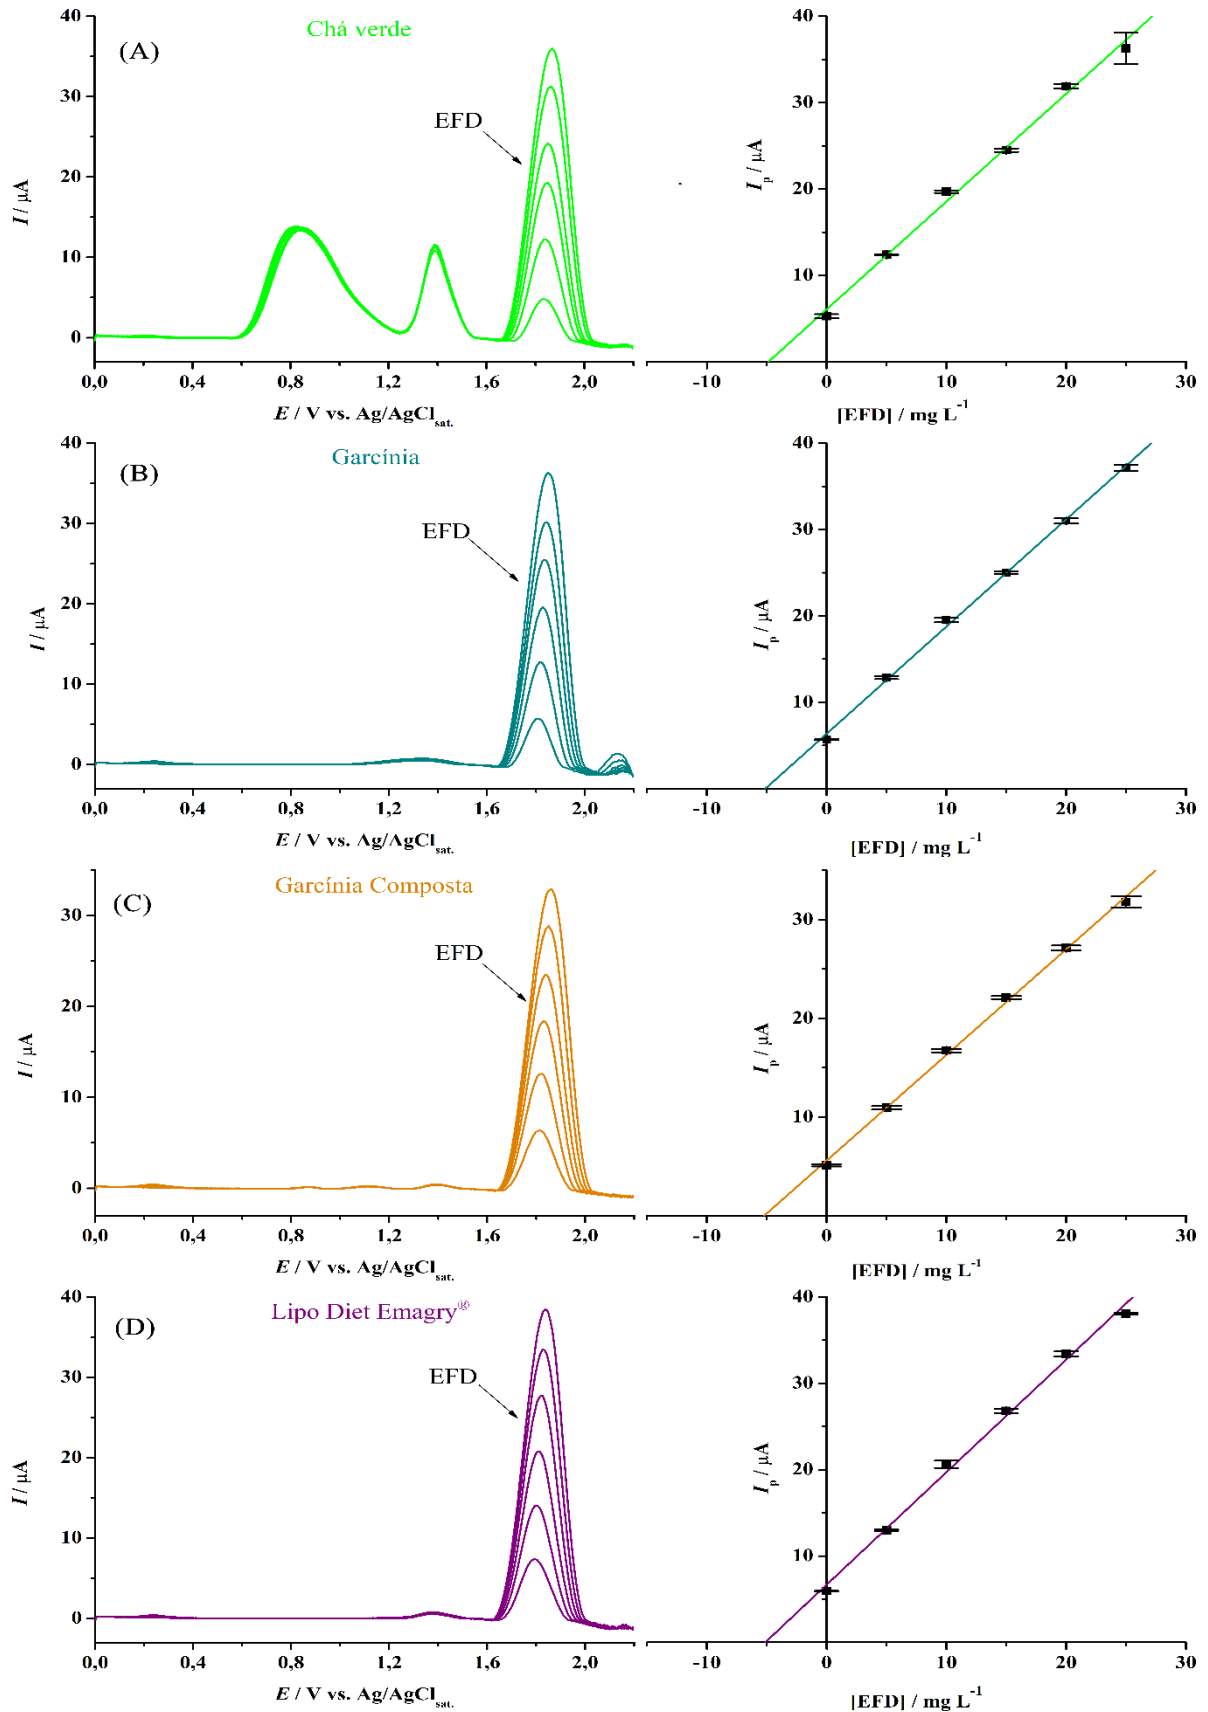 (A)
Chá verde
EFD
I / µA
40
30
20
10
0
0,0 0,4 0,8 1,2 1,6 2,0
E / V vs. Ag/AgCl sat.
I p / µA
40
30
20
10
-10 0 10 20 30
[EFD] / mg L⁻¹
(B)
Garcínia
EFD
I / µA
40
30
20
10
0
0,0 0,4 0,8 1,2 1,6 2,0
E / V vs. Ag/AgCl sat.
I p / µA
40
30
20
10
-10 0 10 20 30
[EFD] / mg L⁻¹
(C)
Garcínia Composta
EFD
I / µA
30
20
10
0
0,0 0,4 0,8 1,2 1,6 2,0
E / V vs. Ag/AgCl sat.
I p / µA
30
20
10
-10 0 10 20 30
[EFD] / mg L⁻¹
(D)
Lipo Diet Emagry®
EFD
I / µA
40
30
20
10
0
0,0 0,4 0,8 1,2 1,6 2,0
E / V vs. Ag/AgCl sat.
I p / µA
40
30
20
10
-10 0 10 20 30
[EFD] / mg L⁻¹